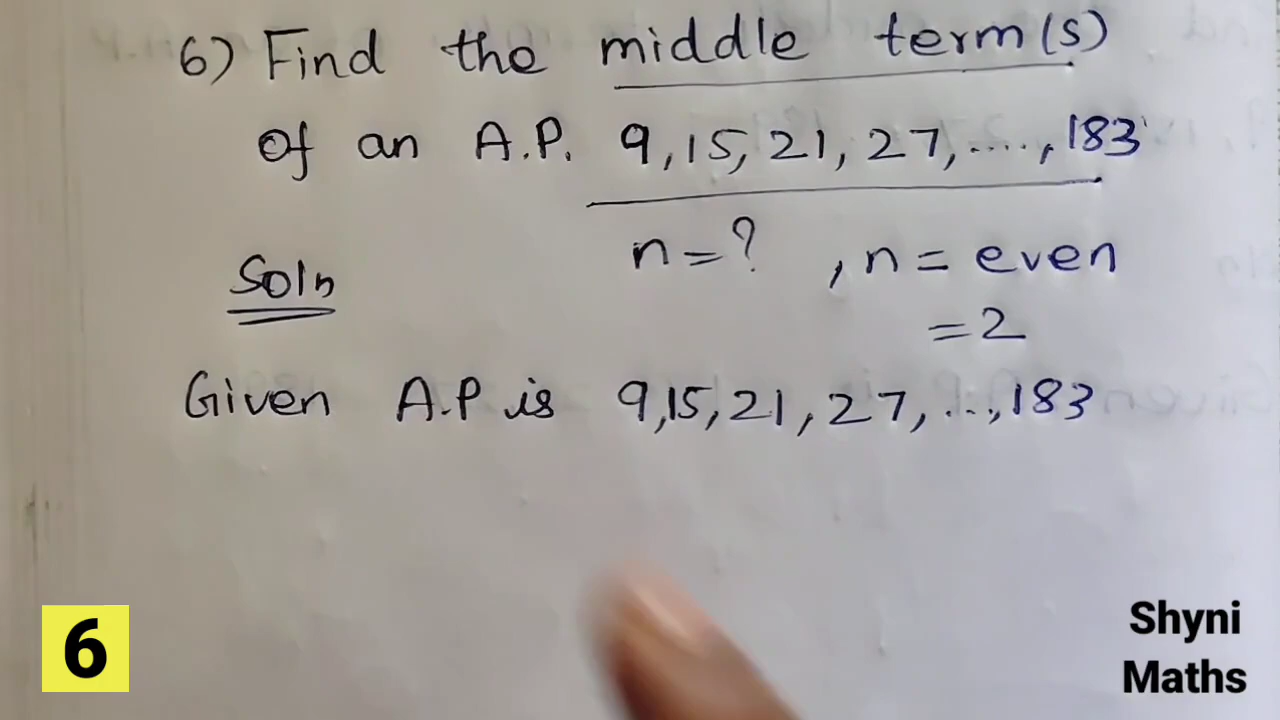 6) Find the middle term(s)
of an A.P. 9, 15, 21, 27, ...., 183
n = ? , n = even
= 2
Soln
Given A.P is 9, 15, 21, 27, ..., 183
6
Shyni
Maths